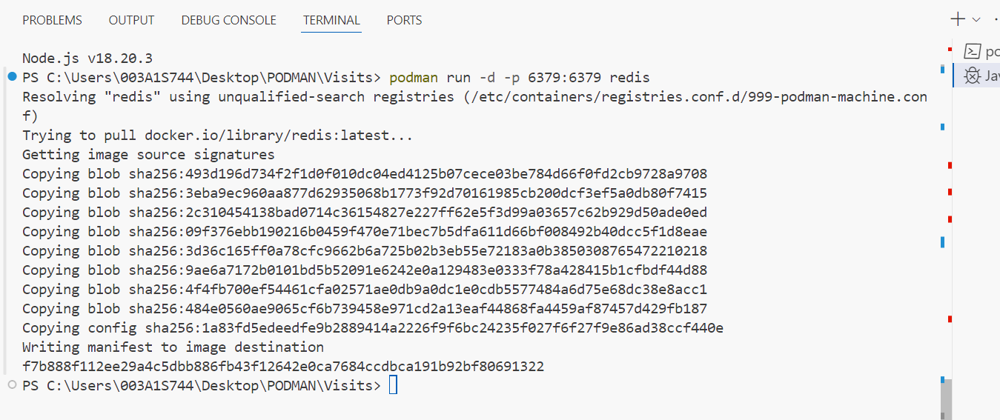 PROBLEMS OUTPUT DEBUG CONSOLE TERMINAL PORTS
Node.js v18.20.3
PS C:\Users\003A1S744\Desktop\PODMAN\Visits> podman run -d -p 6379:6379 redis
Resolving "redis" using unqualified-search registries (/etc/containers/registries.conf.d/999-podman-machine.con
f)
Trying to pull docker.io/library/redis:latest...
Getting image source signatures
Copying blob sha256:493d196d734f2f1d0f010dc04ed4125b07cece03be784d66f0fd2cb9728a9708
Copying blob sha256:3eba9ec960aa877d62935068b1773f92d70161985cb200dcf3ef5a0db80f7415
Copying blob sha256:2c310454138bad0714c36154827e227ff62e5f3d99a03657c62b929d50ade0ed
Copying blob sha256:09f376ebb190216b0459f470e71bec7b5dfa611d66bf008492b40dcc5f1d8eae
Copying blob sha256:3d36c165ff0a78cfc9662b6a725b02b3eb55e72183a0b3850308765472210218
Copying blob sha256:9ae6a7172b0101bd5b52091e6242e0a129483e0333f78a428415b1cfbdf44d88
Copying blob sha256:4f4fb700ef54461cfa02571ae0db9a0dc1e0cdb5577484a6d75e68dc38e8acc1
Copying blob sha256:484e0560ae9065cf6b739458e971cd2a13eaf44868fa4459af87457d429fb187
Copying config sha256:1a83fd5edeedfe9b2889414a2226f9f6bc24235f027f6f27f9e86ad38ccf440e
Writing manifest to image destination
f7b888f112ee29a4c5dbb886fb43f12642e0ca7684ccdbca191b92bf80691322
PS C:\Users\003A1S744\Desktop\PODMAN\Visits>
po
Jav